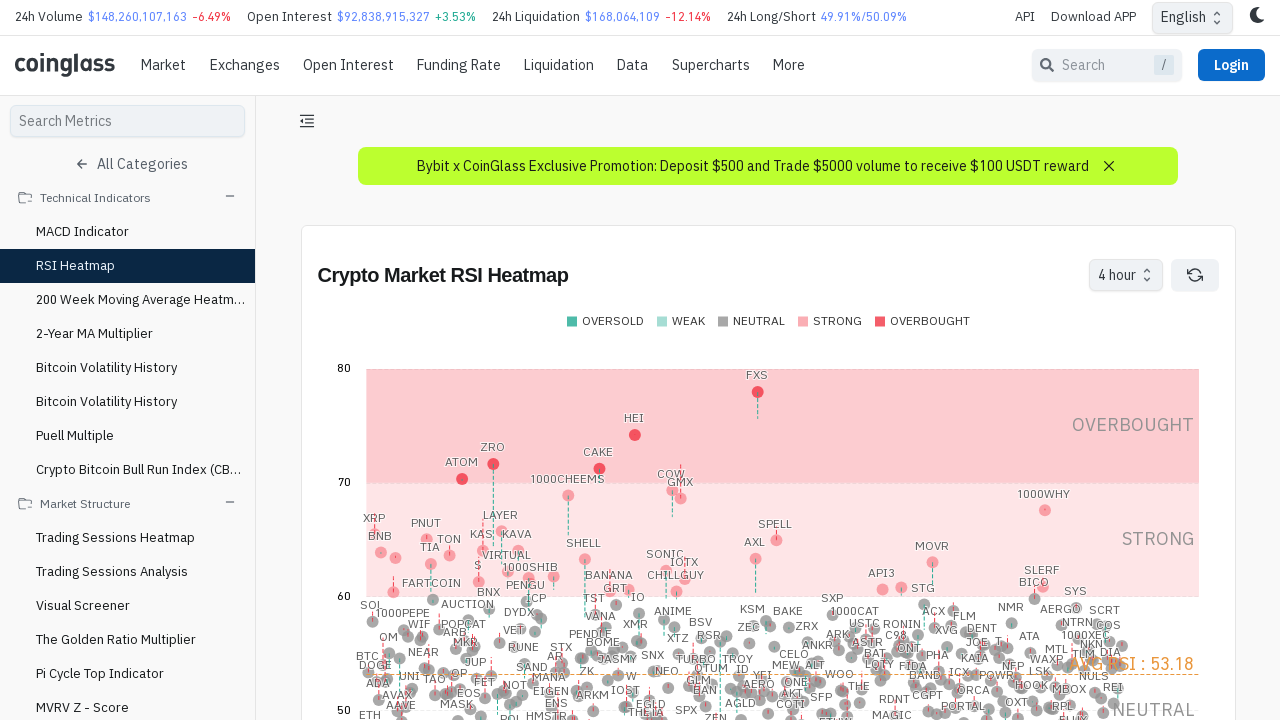 24h Volume $148,260,107,163 -6.49% Open Interest $92,838,915,327 +3.53% 24h Liquidation $168,064,109 -12.14% 24h Long/Short 49.91%/50.09% API Download APP English
coinglass Market Exchanges Open Interest Funding Rate Liquidation Data Supercharts More Search / Login
Search Metrics
All Categories
Technical Indicators
MACD Indicator
RSI Heatmap
200 Week Moving Average Heatm...
2-Year MA Multiplier
Bitcoin Volatility History
Bitcoin Volatility History
Puell Multiple
Crypto Bitcoin Bull Run Index (CB...
Market Structure
Trading Sessions Heatmap
Trading Sessions Analysis
Visual Screener
The Golden Ratio Multiplier
Pi Cycle Top Indicator
MVRV Z - Score
Bybit x CoinGlass Exclusive Promotion: Deposit $500 and Trade $5000 volume to receive $100 USDT reward
Crypto Market RSI Heatmap
4 hour
OVERSOLD WEAK NEUTRAL STRONG OVERBOUGHT
80
FXS
HEI
OVERBOUGHT
ZRO
CAKE
ATOM
COW
1000CHEEMS
GMX
70
1000WHY
XRP
LAYER
PNUT
SPELL
STRONG
BNB
TON
KAS
KAVA
TIA
SHELL
AXL
MOVR
VIRTUAL
SONIC
IOTX
S
1000SHIB
BANANA
CHILLGUY
API3
SLERF
FARTCOIN
PENGU
GRT
BICO
60
BNX
STG
SYS
ICP
TST
IO
SXP
AUCTION
KSM
NMR
1000PEPE
DYDX
VANA
ANIME
BAKE
1000CAT
ACX
FLM
AERGO
SCRT
WIF
POPCAT
XMR
BSV
ZEC
ZRX
USTC
RONIN
NTRN
COS
OM
ARB
VET
PENDLE
XTZ
RSR
ARK
C98
XVG
DENT
ATA
1000XEC
MKR
RUNE
BOME
ANKR
ASTR
JOE
T
NKN
BTC
NEAR
STX
SNX
CELO
BAT
QNT
MTL
TLM
DIA
DOGE
JUP
SAND
JASMY
TURBO
TROY
MEW
ALT
LQTY
FIDA
KAIA
NFP
WAXP
AVG RSI : 53.18
UNI
TAO
OP
MANA
ZK
NEO
QTUM
YFI
WOO
BAND
ICX
POWR
LSK
NULS
ADA
FET
NOT
W
GLM
AERO
ONE
THE
HOOK
MBOX
REI
AVAX
EOS
EIGEN
ARKM
IOST
BAN
AKT
SFP
RDNT
CGPT
ORCA
AAVE
MASK
ENS
EGLD
AGLD
COTI
PORTAL
OXT
RPL
50
ETH
HMSTR
THETA
SPX
MAGIC
NEUTRAL